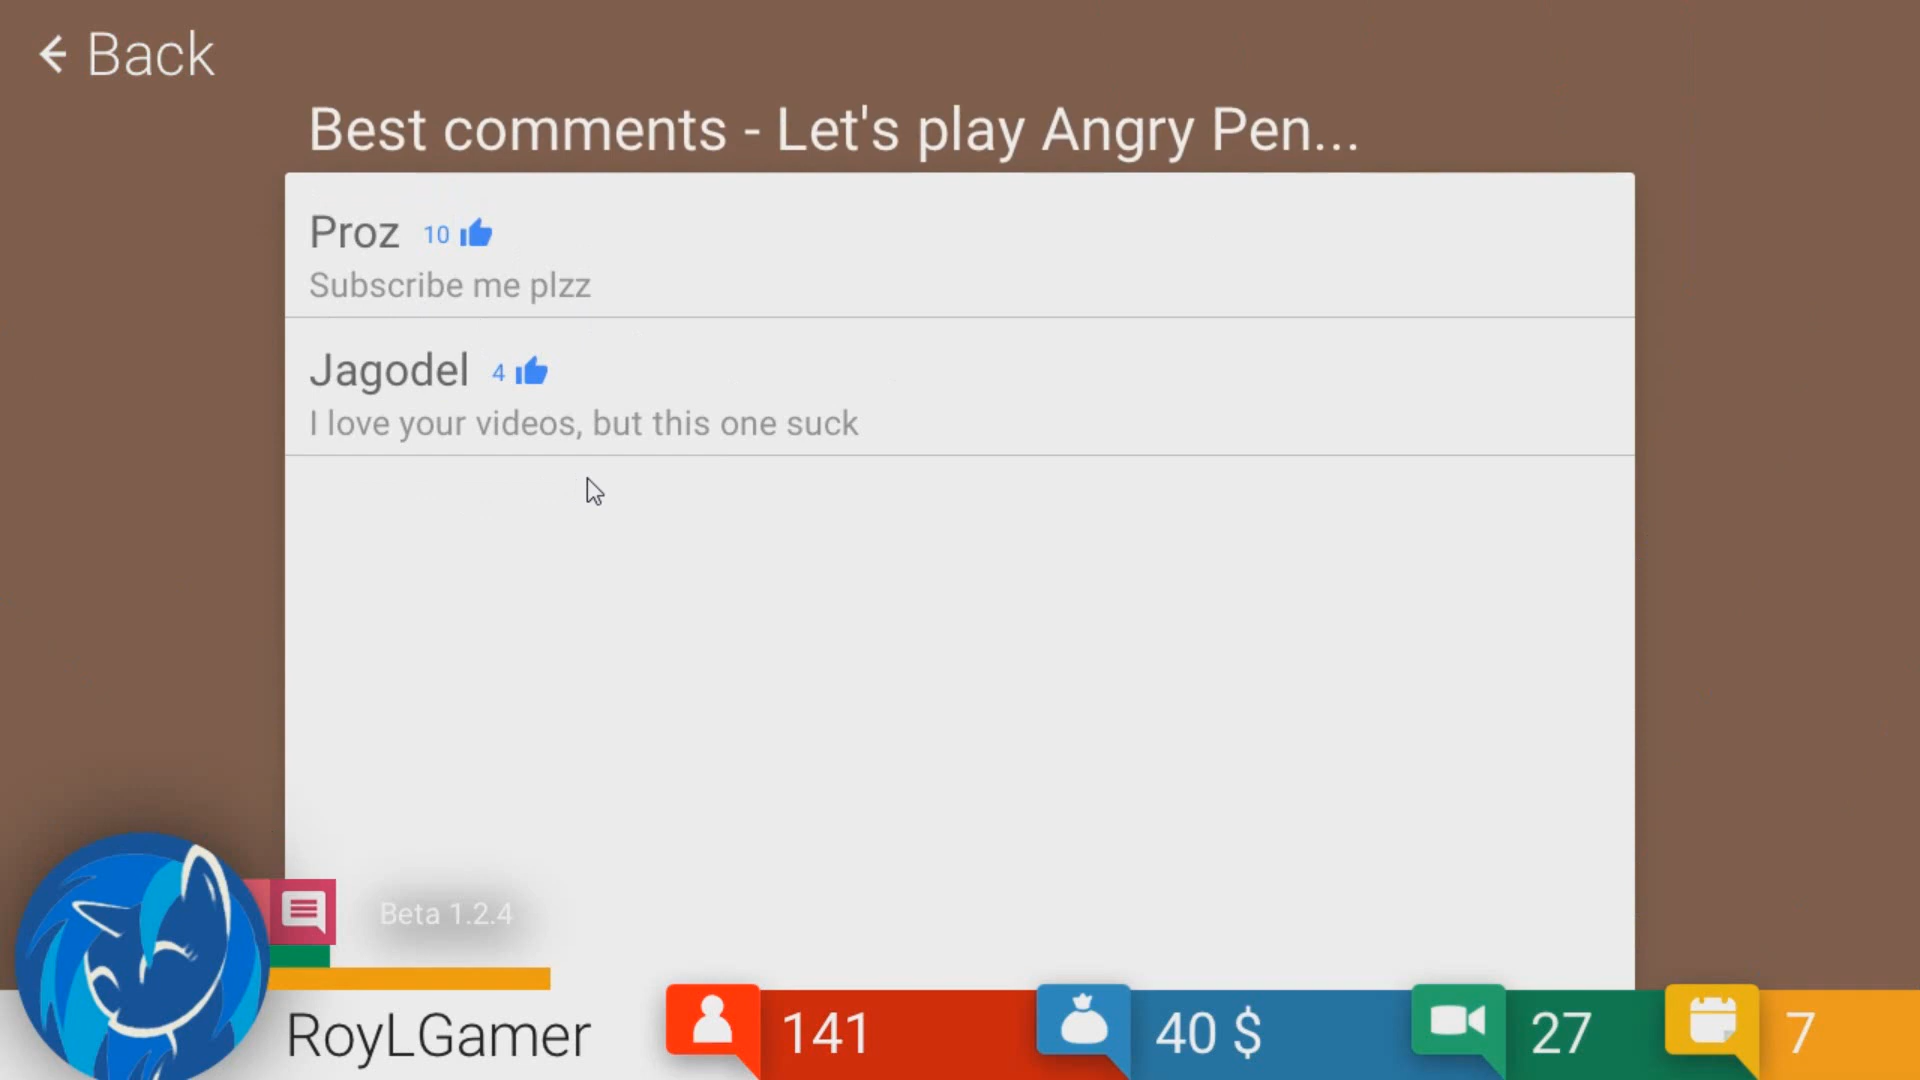 Back
Best comments - Let's play Angry Pen...
Proz 10
Subscribe me plzz
Jagodel 4
I love your videos, but this one suck
Beta 1.2.4
RoyLGamer 141 40 $ 27 7